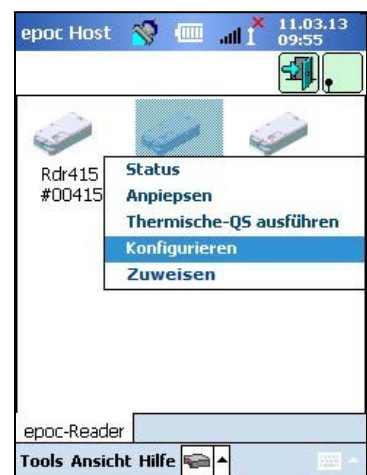 epoc Host 11.03.13
09:55
Rdr415
#00415
Status
Anpiepsen
Thermische-QS ausführen
Konfigurieren
Zuweisen
epoc-Reader
Tools Ansicht Hilfe